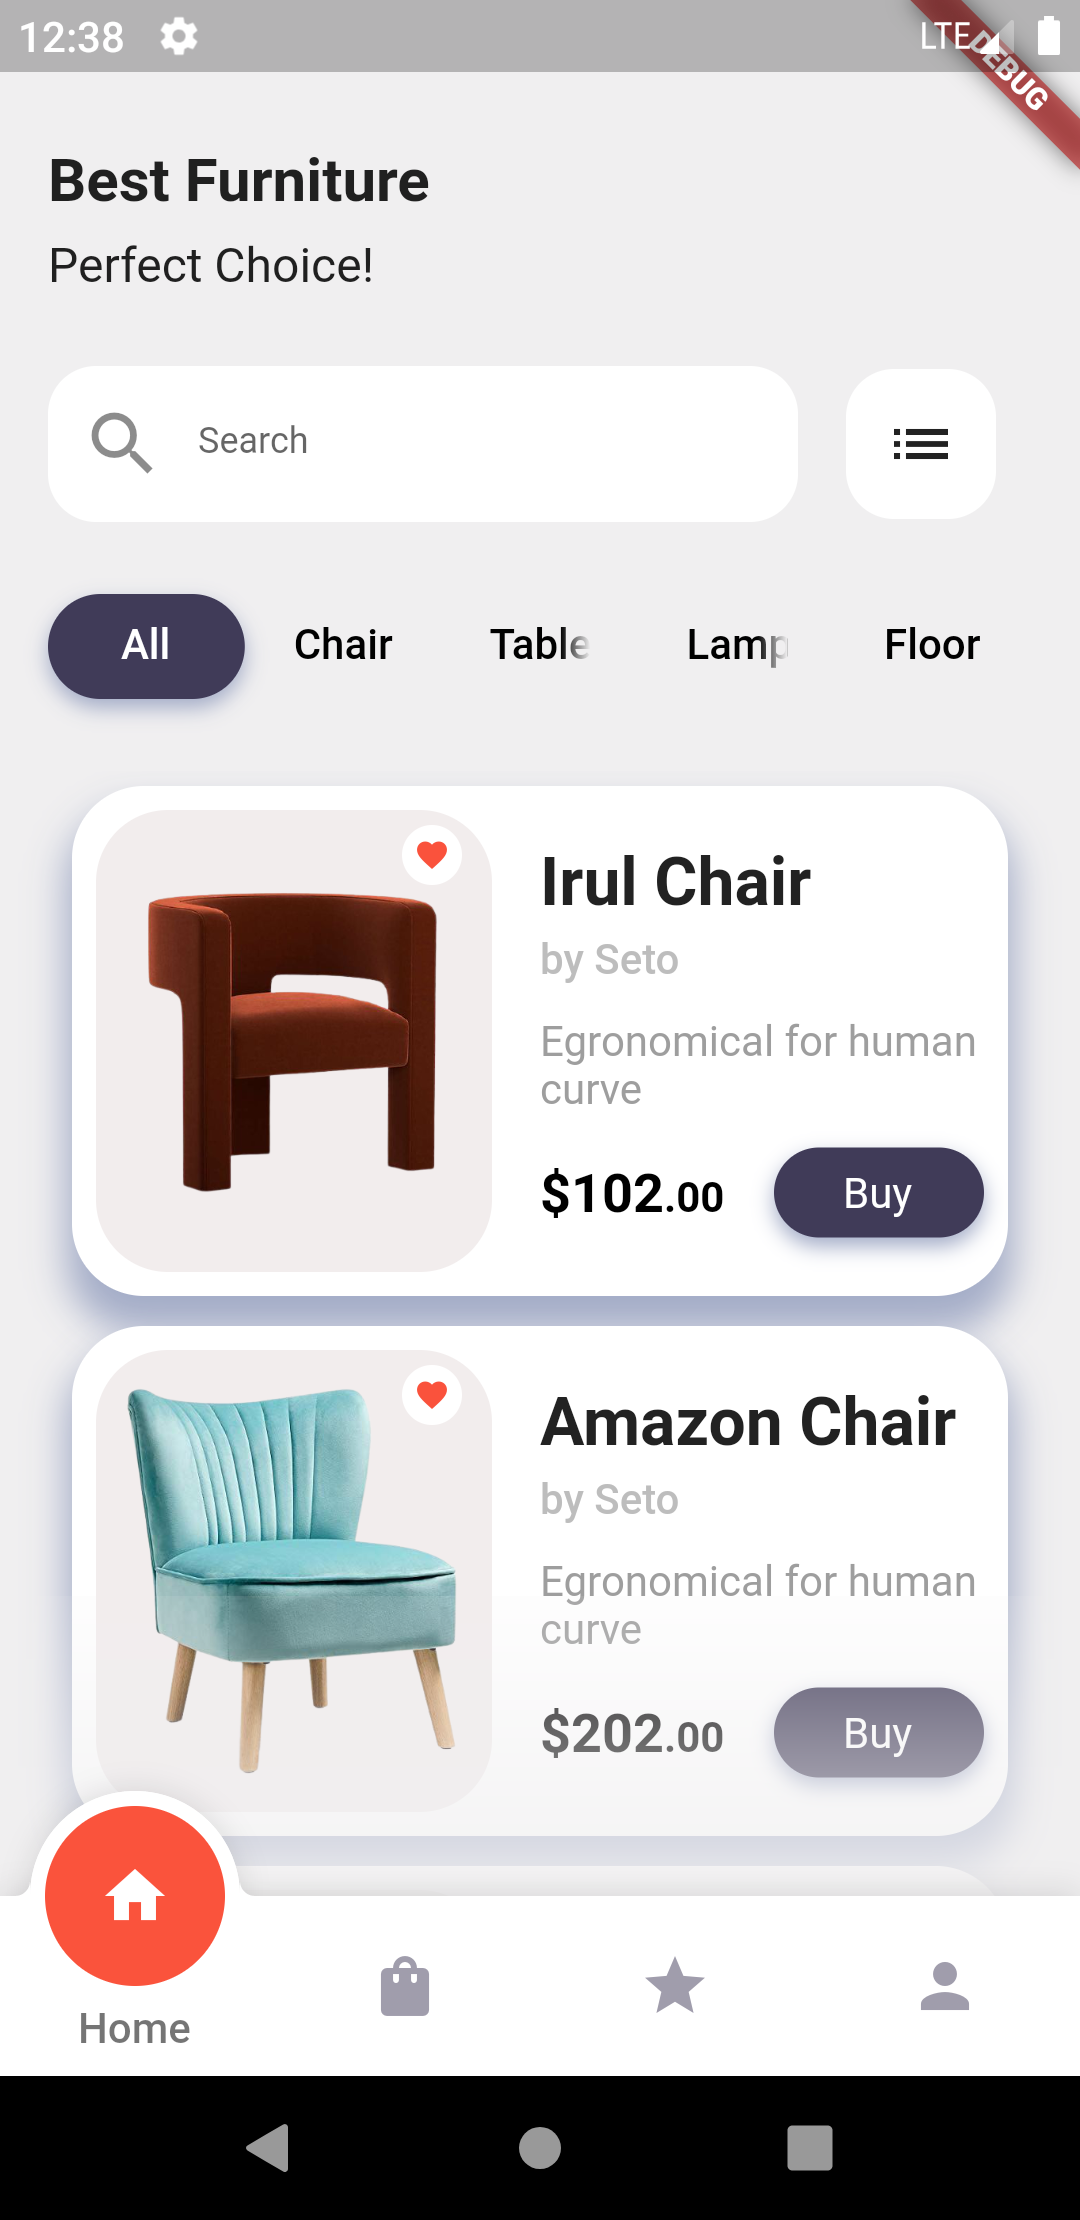 12:38
LTE
DEBUG
Best Furniture
Perfect Choice!
Search
All Chair Table Lamp Floor
Irul Chair
by Seto
Egronomical for human
curve
$102.00 Buy
Amazon Chair
by Seto
Egronomical for human
curve
$202.00 Buy
Home